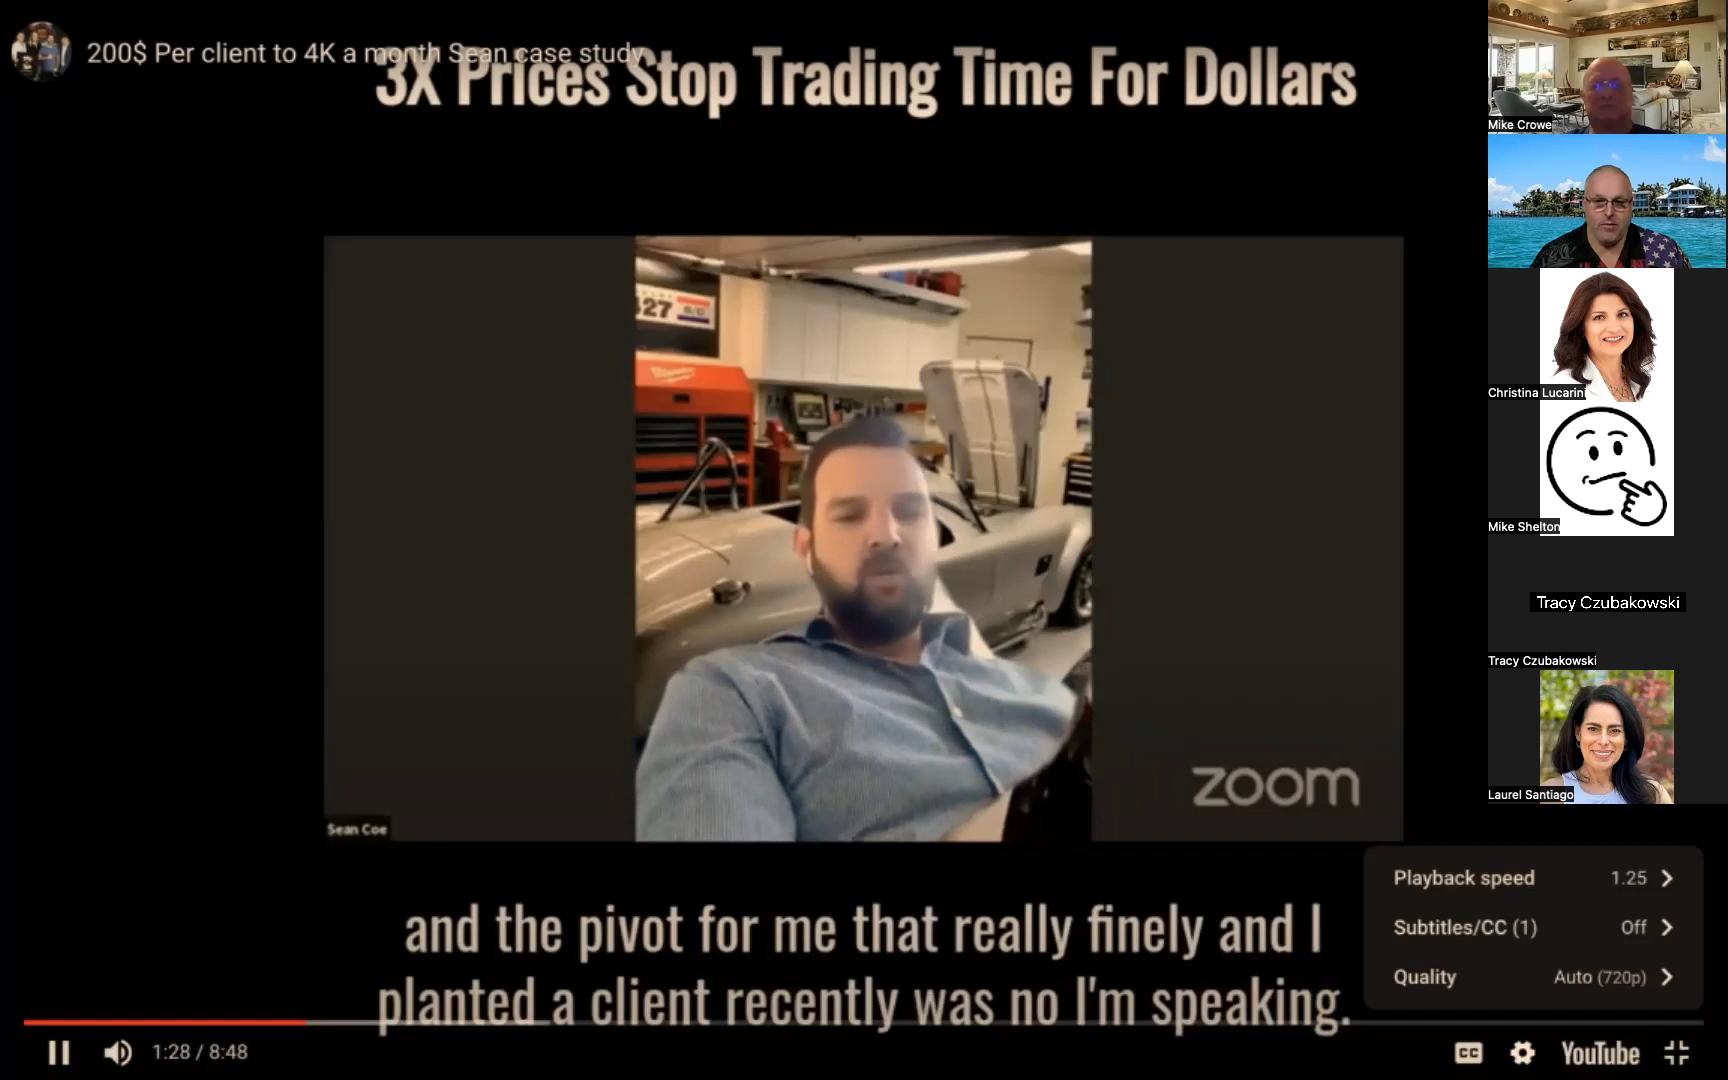 200$ Per client to 4K a month Sean case study
3X Prices Stop Trading Time For Dollars
Mike Crowe
Christina Lucarini
Mike Shelton
Tracy Czubakowski
Tracy Czubakowski
Laurel Santiago
27
Milwaukee
zoom
Sean Coe
and the pivot for me that really finely and I
planted a client recently was no I'm speaking.
Playback speed 1.25
Subtitles/CC (1) Off
Quality Auto (720p)
1:28 / 8:48
CC
YouTube